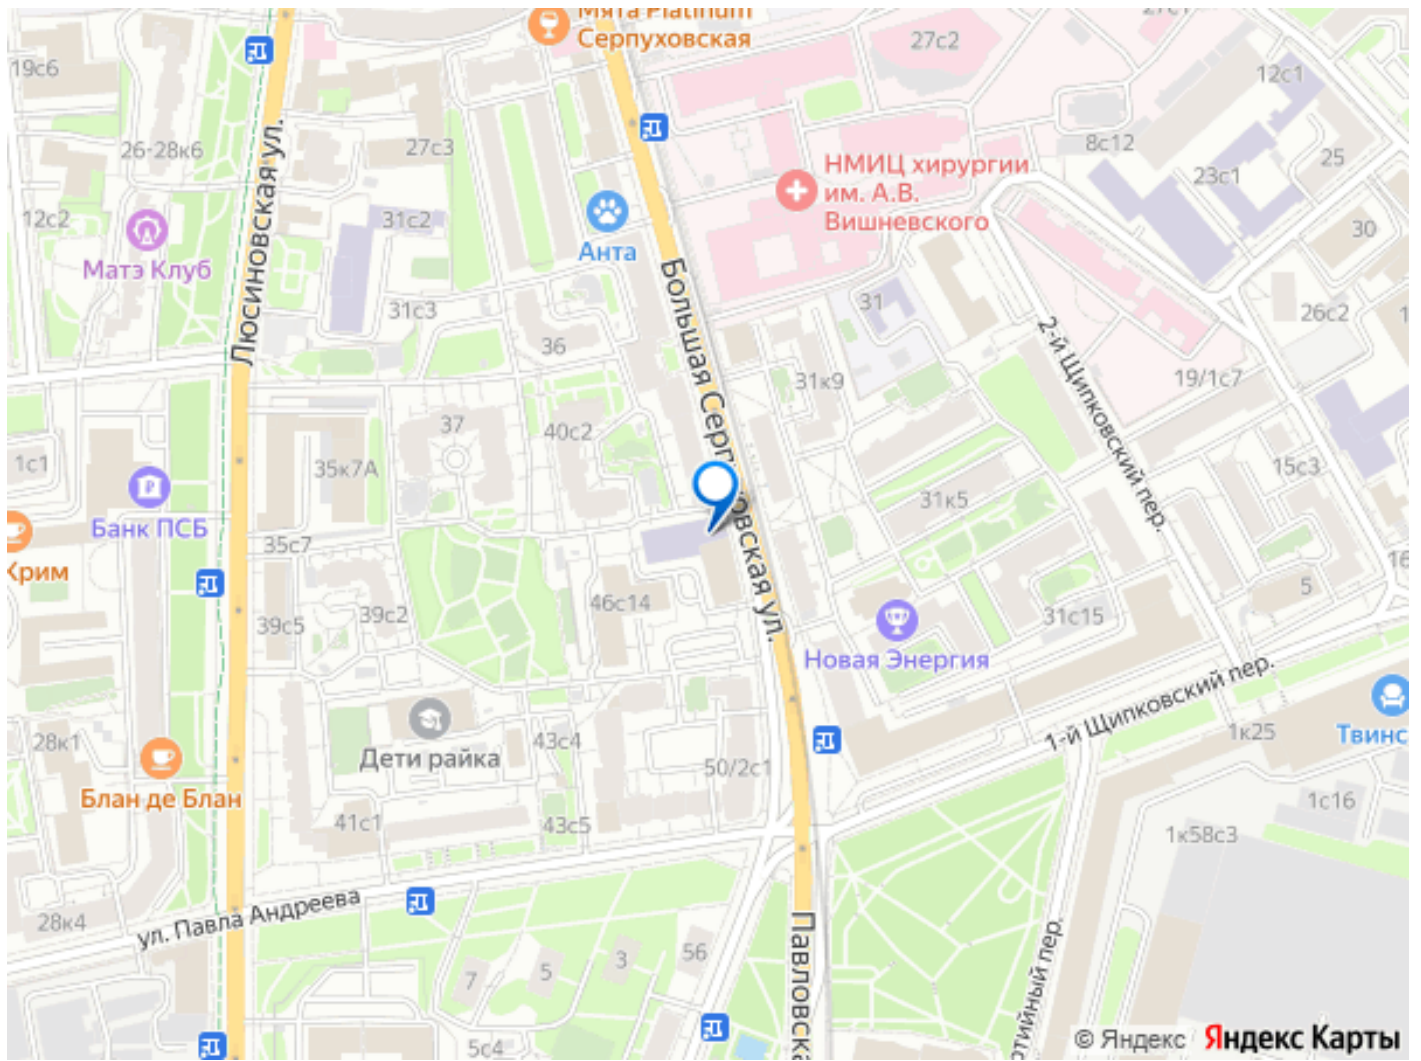 Мята Platinum
Серпуховская
27с2
27с1
12с1
19с6
26-28к6
27с3
8с12
25
23с1
НМИЦ хирургии
им. А.В.
Вишневского
12с2
31с2
30
Матэ Клуб
Анта
Люсиновская ул.
Большая Серпуховская ул.
31
31с3
26с2
36
2-й Щипковский пер.
31к9
19/1с7
37
40с2
1с1
35к7А
15с3
31к5
Банк ПСБ
35с7
Крим
5
46с14
39с2
39с5
31с15
Новая Энергия
1-й Щипковский пер.
28к1
Дети райка
43с4
50/2с1
1к25
Блан де Блан
41с1
43с5
1с16
1к58с3
28к4
ул. Павла Андреева
56
3
5
7
5с4
© Яндекс Яндекс Карты